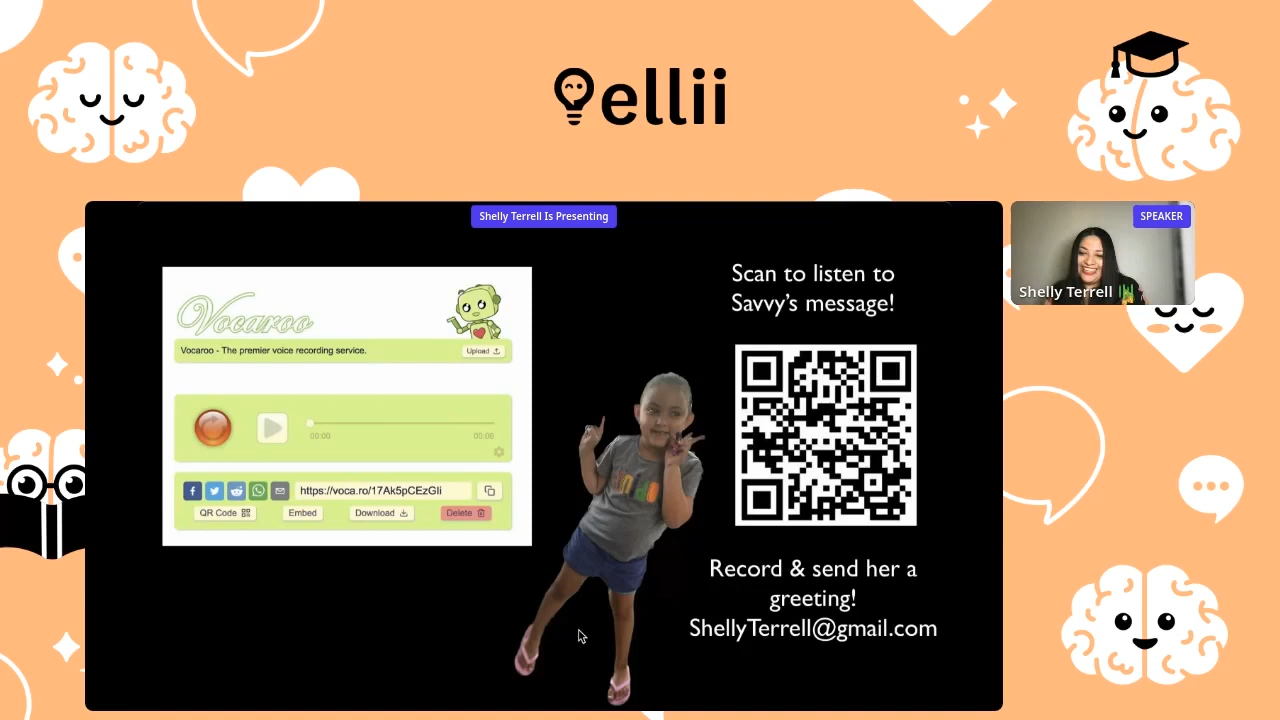 ellii
Shelly Terrell Is Presenting
SPEAKER
Shelly Terrell
Vocaroo
Vocaroo - The premier voice recording service.
Upload
00:00
00:00
https://voca.ro/17Ak5pCEzGli
QR Code
Embed
Download
Delete
Scan to listen to
Savvy's message!
Record & send her a
greeting!
ShellyTerrell@gmail.com